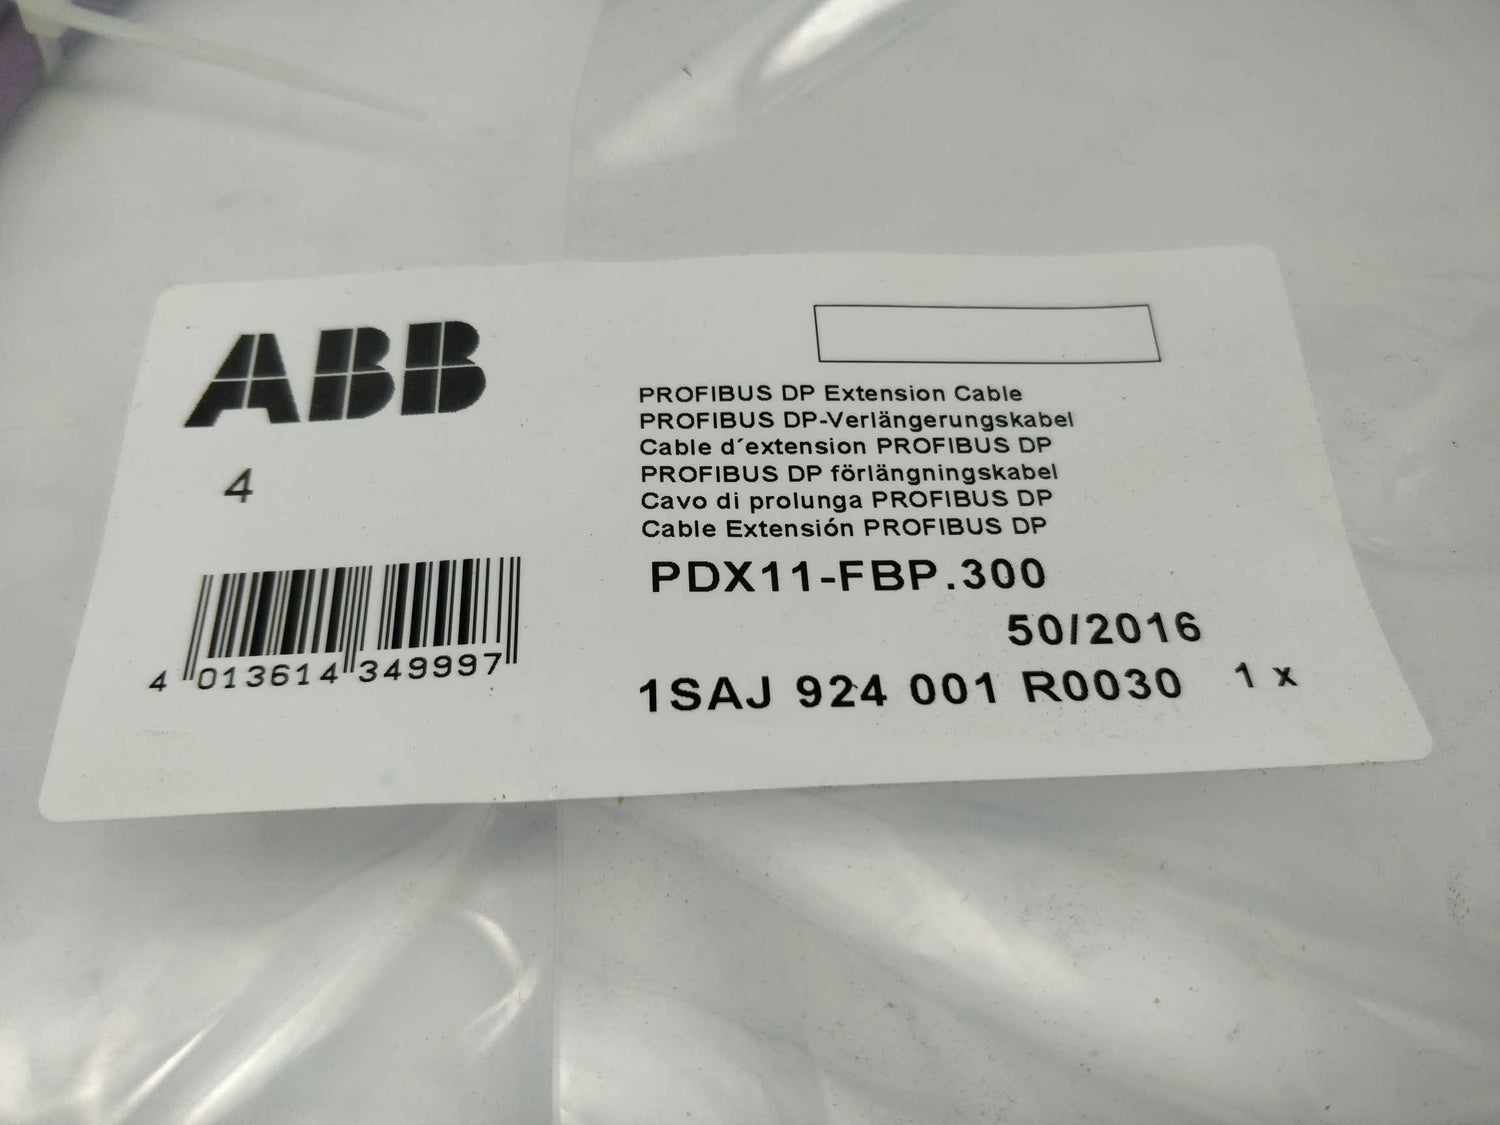 ABB
4
4 013614 349997
PROFIBUS DP Extension Cable
PROFIBUS DP-Verlängerungskabel
Cable d´extension PROFIBUS DP
PROFIBUS DP förlängningskabel
Cavo di prolunga PROFIBUS DP
Cable Extensión PROFIBUS DP
PDX11-FBP.300
50/2016
1SAJ 924 001 R0030 1 x